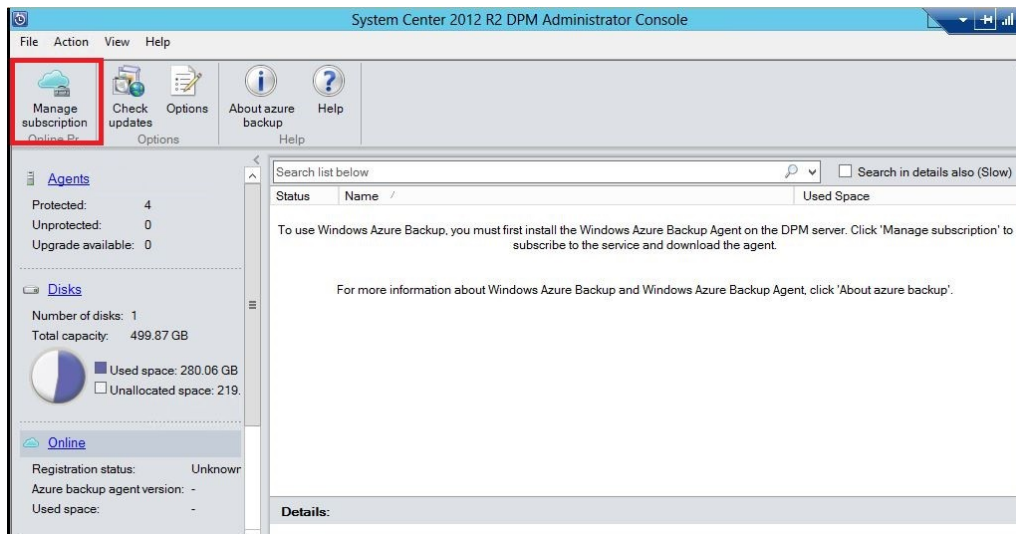 System Center 2012 R2 DPM Administrator Console
File Action View Help
Manage subscription
Check updates
Options
About azure backup
Help
Online Pr
Options
Help
Agents
Protected: 4
Unprotected: 0
Upgrade available: 0
Disks
Number of disks: 1
Total capacity: 499.87 GB
Used space: 280.06 GB
Unallocated space: 219.
Online
Registration status: Unknown
Azure backup agent version: -
Used space: -
Search list below
Search in details also (Slow)
Status Name / Used Space
To use Windows Azure Backup, you must first install the Windows Azure Backup Agent on the DPM server. Click 'Manage subscription' to
subscribe to the service and download the agent.
For more information about Windows Azure Backup and Windows Azure Backup Agent, click 'About azure backup'.
Details: